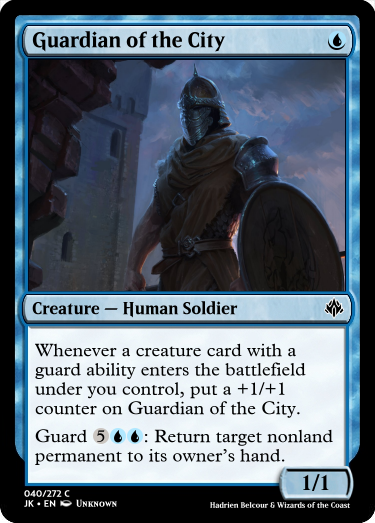 Guardian of the City
Creature — Human Soldier
Whenever a creature card with a
guard ability enters the battlefield
under you control, put a +1/+1
counter on Guardian of the City.
Guard 5: Return target nonland
permanent to its owner's hand.
1/1
040/272 C
JK • EN Unknown
Hadrien Belcour & Wizards of the Coast